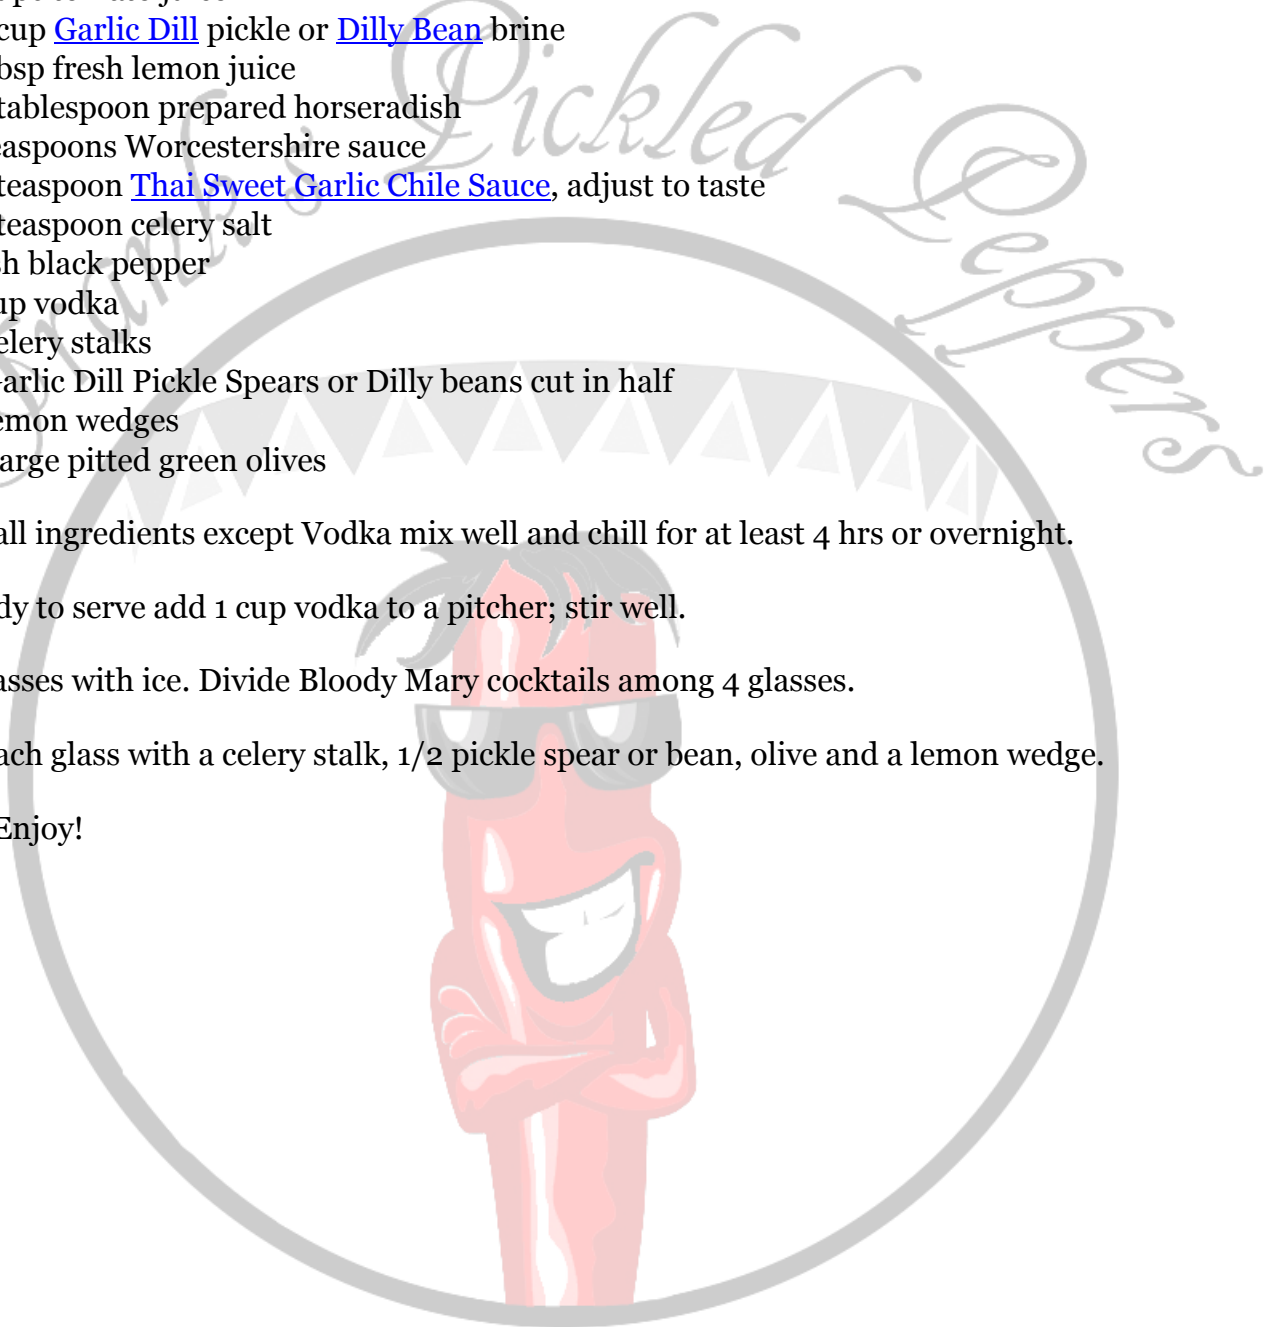 cup Garlic Dill pickle or Dilly Bean brine
bsp fresh lemon juice
tablespoon prepared horseradish
easpoons Worcestershire sauce
teaspoon Thai Sweet Garlic Chile Sauce, adjust to taste
teaspoon celery salt
sh black pepper
up vodka
elery stalks
Garlic Dill Pickle Spears or Dilly beans cut in half
emon wedges
arge pitted green olives
all ingredients except Vodka mix well and chill for at least 4 hrs or overnight.
dy to serve add 1 cup vodka to a pitcher; stir well.
asses with ice. Divide Bloody Mary cocktails among 4 glasses.
ach glass with a celery stalk, 1/2 pickle spear or bean, olive and a lemon wedge.
Enjoy!
Frank's Pickled Peppers